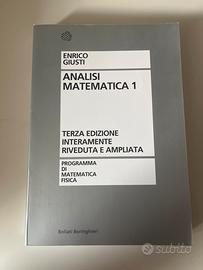 ENRICO
GIUSTI
ANALISI
MATEMATICA 1
TERZA EDIZIONE
INTERAMENTE
RIVEDUTA E AMPLIATA
PROGRAMMA
DI
MATEMATICA
FISICA
Bollati Boringhieri
subito